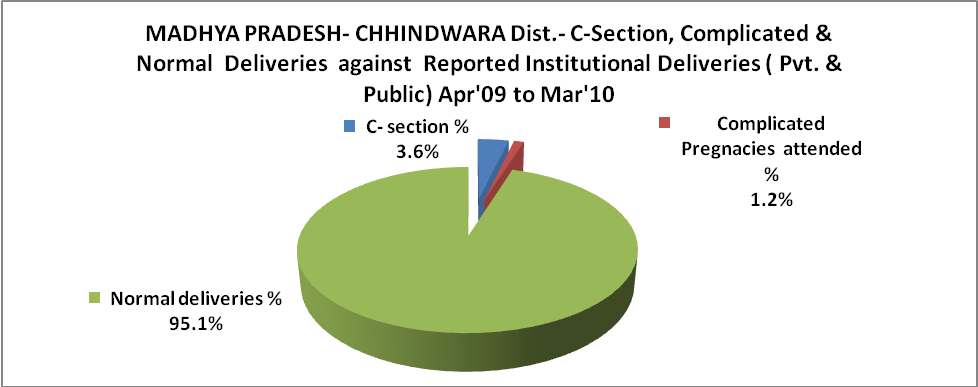 MADHYA PRADESH- CHHINDWARA Dist.- C-Section, Complicated &
Normal Deliveries against Reported Institutional Deliveries ( Pvt. &
Public) Apr'09 to Mar'10
C- section %
3.6%
Complicated
Pregnacies attended
%
1.2%
Normal deliveries %
95.1%